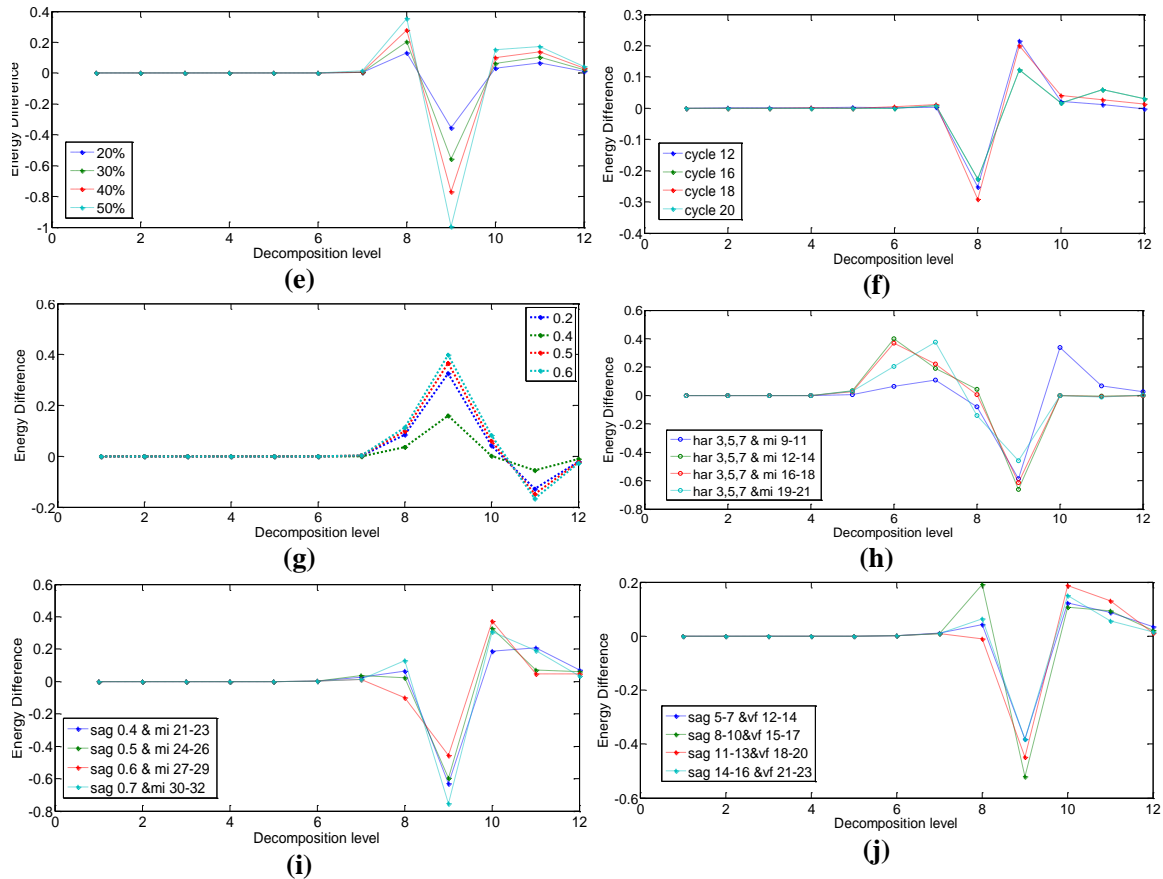 0.4
0.2
0
-0.2
-0.4
-0.6
-0.8
-1
Energy Difference
20%
30%
40%
50%
0 2 4 6 8 10 12
Decomposition level
(e)
0.3
0.2
0.1
0
-0.1
-0.2
-0.3
-0.4
Energy Difference
cycle 12
cycle 16
cycle 18
cycle 20
0 2 4 6 8 10 12
Decomposition level
(f)
0.6
0.4
0.2
0
-0.2
Energy Difference
0.2
0.4
0.5
0.6
0 2 4 6 8 10 12
Decomposition level
(g)
0.6
0.4
0.2
0
-0.2
-0.4
-0.6
-0.8
Energy Difference
har 3,5,7 & mi 9-11
har 3,5,7 & mi 12-14
har 3,5,7 & mi 16-18
har 3,5,7 &mi 19-21
0 2 4 6 8 10 12
Decomposition level
(h)
0.6
0.4
0.2
0
-0.2
-0.4
-0.6
-0.8
Energy Difference
sag 0.4 & mi 21-23
sag 0.5 & mi 24-26
sag 0.6 & mi 27-29
sag 0.7 &mi 30-32
0 2 4 6 8 10 12
Decomposition level
(i)
0.2
0
-0.2
-0.4
-0.6
Energy Difference
sag 5-7 &vf 12-14
sag 8-10&vf 15-17
sag 11-13&vf 18-20
sag 14-16 &vf 21-23
0 2 4 6 8 10 12
Decomposition level
(j)